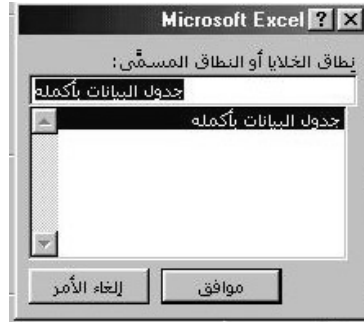 Microsoft Excel
نطاق الخلايا أو النطاق المسمَّى:
جدول البيانات بأكمله
جدول البيانات بأكمله
موافق
إلغاء الأمر